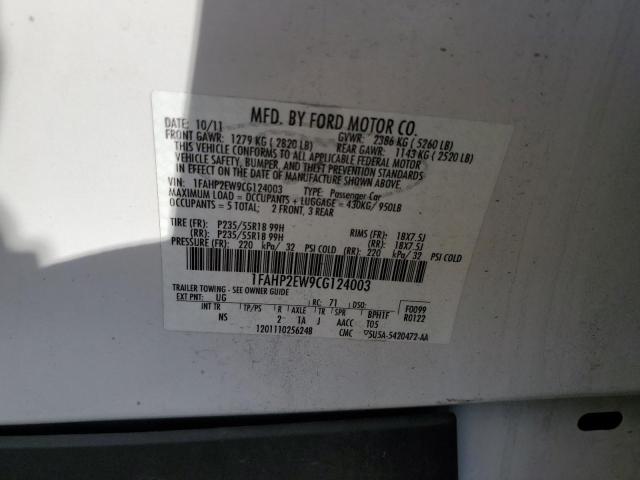 MFD. BY FORD MOTOR CO.
DATE: 10/11 GVWR: 2386 KG ( 5260 LB)
FRONT GAWR: 1279 KG ( 2820 LB) REAR GAWR: 1143 KG ( 2520 LB)
THIS VEHICLE CONFORMS TO ALL APPLICABLE FEDERAL MOTOR
VEHICLE SAFETY, BUMPER, AND THEFT PREVENTION STANDARDS
IN EFFECT ON THE DATE OF MANUFACTURE SHOWN ABOVE.
VIN: 1FAHP2EW9CG124003 TYPE: Passenger Car
MAXIMUM LOAD = OCCUPANTS + LUGGAGE = 430KG/ 950LB
OCCUPANTS = 5 TOTAL; 2 FRONT, 3 REAR
TIRE (FR): P235/55R18 99H RIMS (FR): 18X7.5J
(RR): P235/55R18 99H (RR): 18X7.5J
PRESSURE (FR): 220 kPa/ 32 PSI COLD (RR): 220 kPa/ 32 PSI COLD
1FAHP2EW9CG124003
TRAILER TOWING - SEE OWNER GUIDE
EXT PNT: UG RC: 71 DSO: F0099
INT TR TP/PS R AXLE TR SPR BPH1F R0122
NS 2 1A J AACC T05
1201110256248 CMC 5U5A-5420472-AA